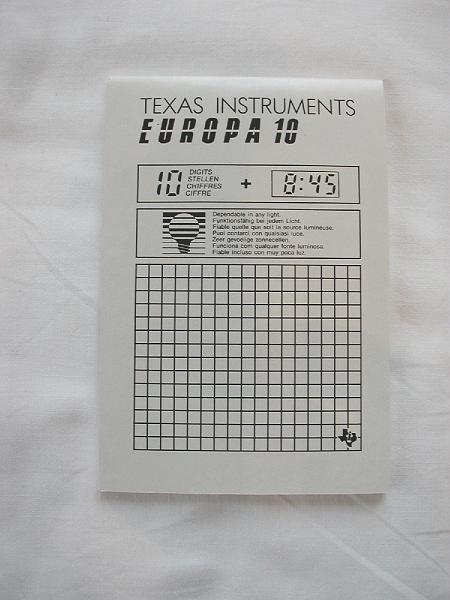 TEXAS INSTRUMENTS
EUROPA 10
10 DIGITS + 8:45
STELLEN
CHIFFRES
CIFFRE
Dependable in any light.
Funktionsfähig bei jedem Licht.
Fiable quelle que soit la source lumineuse.
Puoi contarci con qualsiasi luce.
Zeer gevoelige zonnecellen.
Funciona com qualquer fonte luminosa.
Fiable incluso con muy poca luz.